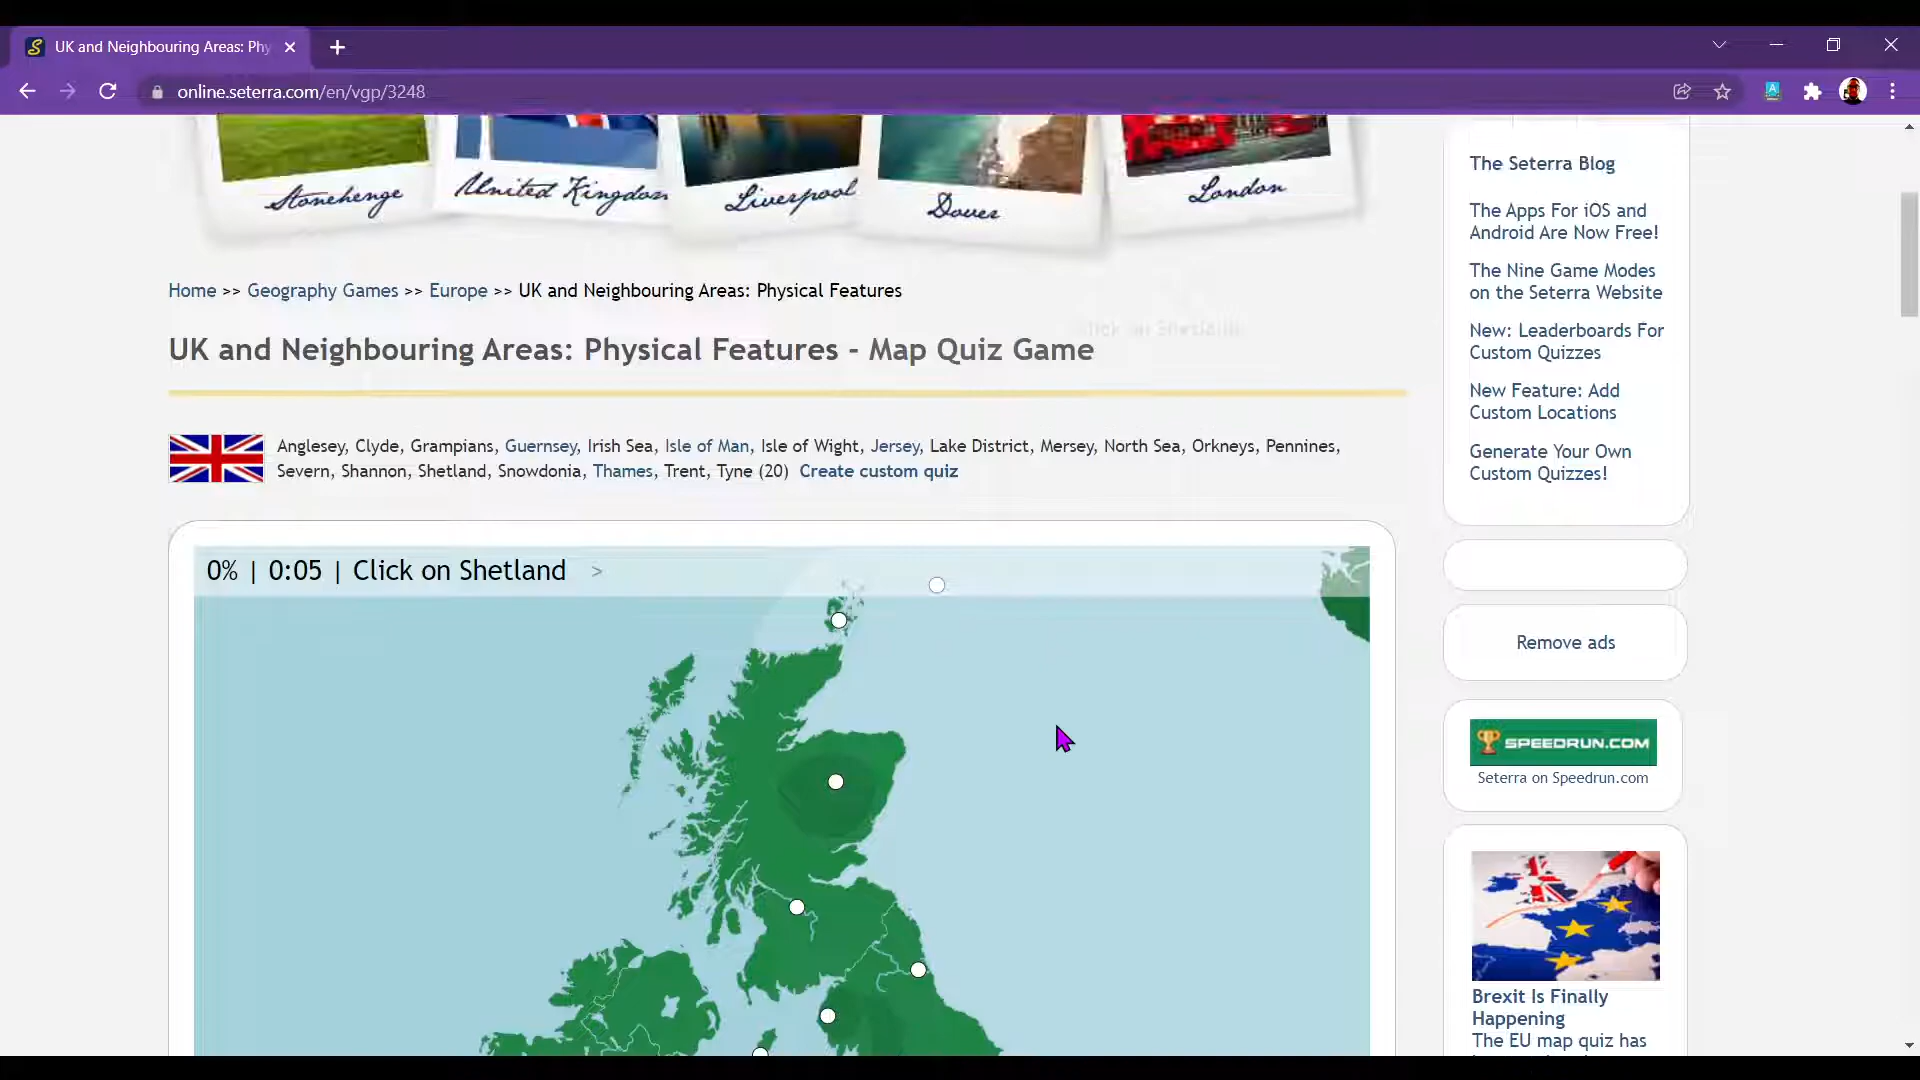 UK and Neighbouring Areas: Phy
online.seterra.com/en/vgp/3248
Stonehenge
United Kingdom
Liverpool
Dover
London
Home >> Geography Games >> Europe >> UK and Neighbouring Areas: Physical Features
Click on Shetland
UK and Neighbouring Areas: Physical Features - Map Quiz Game
Anglesey, Clyde, Grampians, Guernsey, Irish Sea, Isle of Man, Isle of Wight, Jersey, Lake District, Mersey, North Sea, Orkneys, Pennines,
Severn, Shannon, Shetland, Snowdonia, Thames, Trent, Tyne (20) Create custom quiz
0% | 0:05 | Click on Shetland >
The Seterra Blog
The Apps For iOS and
Android Are Now Free!
The Nine Game Modes
on the Seterra Website
New: Leaderboards For
Custom Quizzes
New Feature: Add
Custom Locations
Generate Your Own
Custom Quizzes!
Remove ads
SPEEDRUN.COM
Seterra on Speedrun.com
Brexit Is Finally
Happening
The EU map quiz has